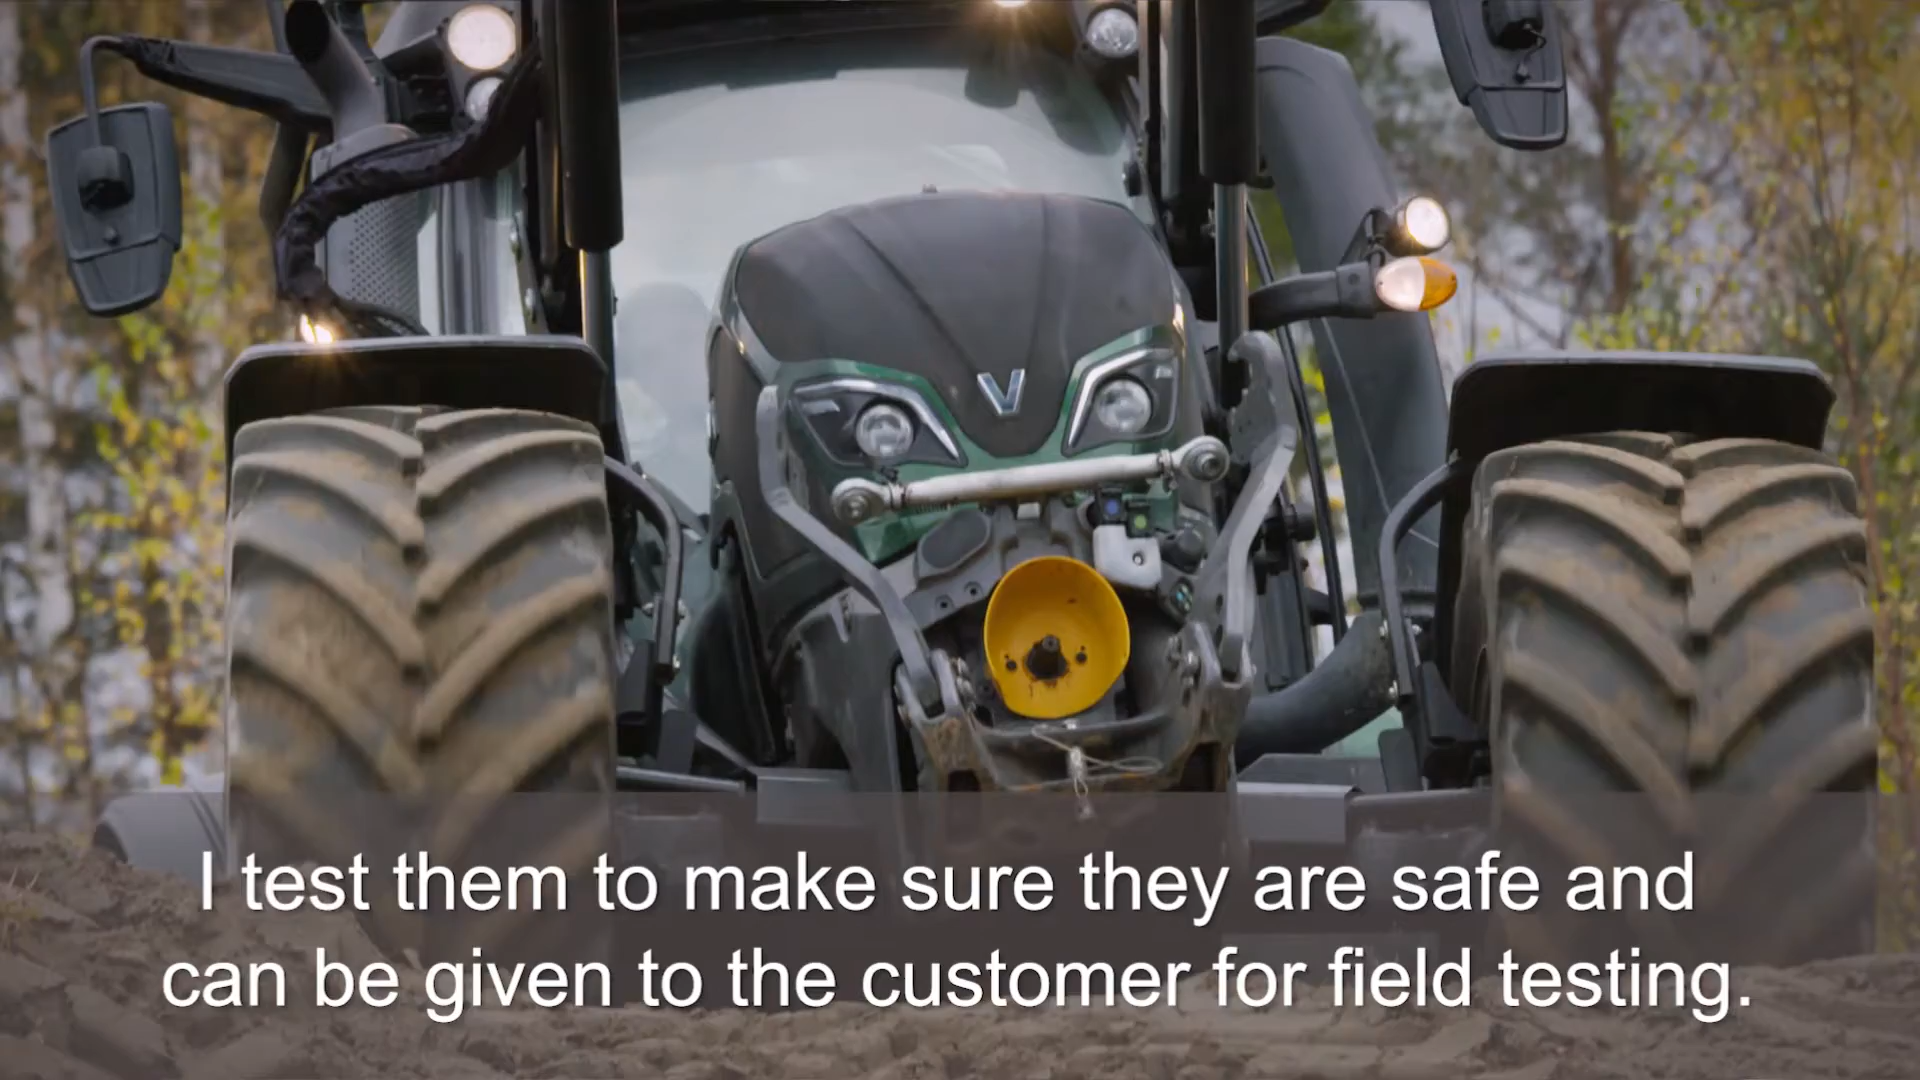 I test them to make sure they are safe and
can be given to the customer for field testing.